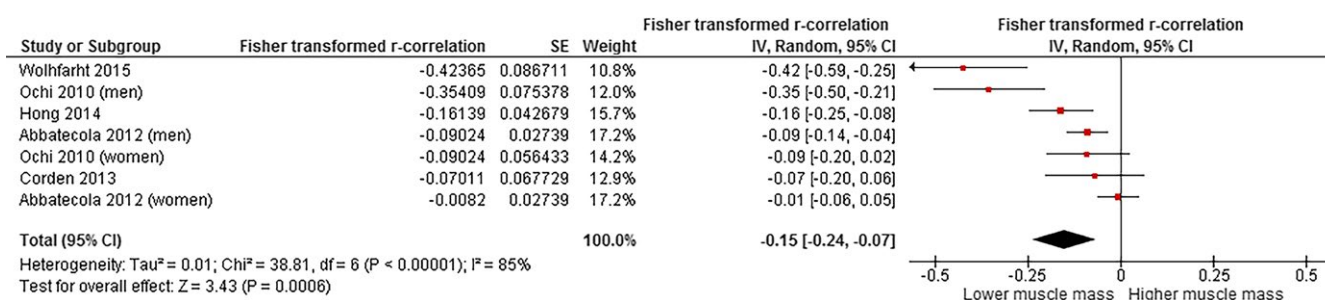 Fisher transformed r-correlation Fisher transformed r-correlation
Study or Subgroup Fisher transformed r-correlation SE Weight IV, Random, 95% CI IV, Random, 95% CI
Wolhfarht 2015 -0.42365 0.086711 10.8% -0.42 [-0.59, -0.25]
Ochi 2010 (men) -0.35409 0.075378 12.0% -0.35 [-0.50, -0.21]
Hong 2014 -0.16139 0.042679 15.7% -0.16 [-0.25, -0.08]
Abbatecola 2012 (men) -0.09024 0.02739 17.2% -0.09 [-0.14, -0.04]
Ochi 2010 (women) -0.09024 0.056433 14.2% -0.09 [-0.20, 0.02]
Corden 2013 -0.07011 0.067729 12.9% -0.07 [-0.20, 0.06]
Abbatecola 2012 (women) -0.0082 0.02739 17.2% -0.01 [-0.06, 0.05]
Total (95% CI) 100.0% -0.15 [-0.24, -0.07]
Heterogeneity: Tau² = 0.01; Chi² = 38.81, df = 6 (P < 0.00001); I² = 85%
Test for overall effect: Z = 3.43 (P = 0.0006)
-0.5 -0.25 0 0.25 0.5
Lower muscle mass Higher muscle mass